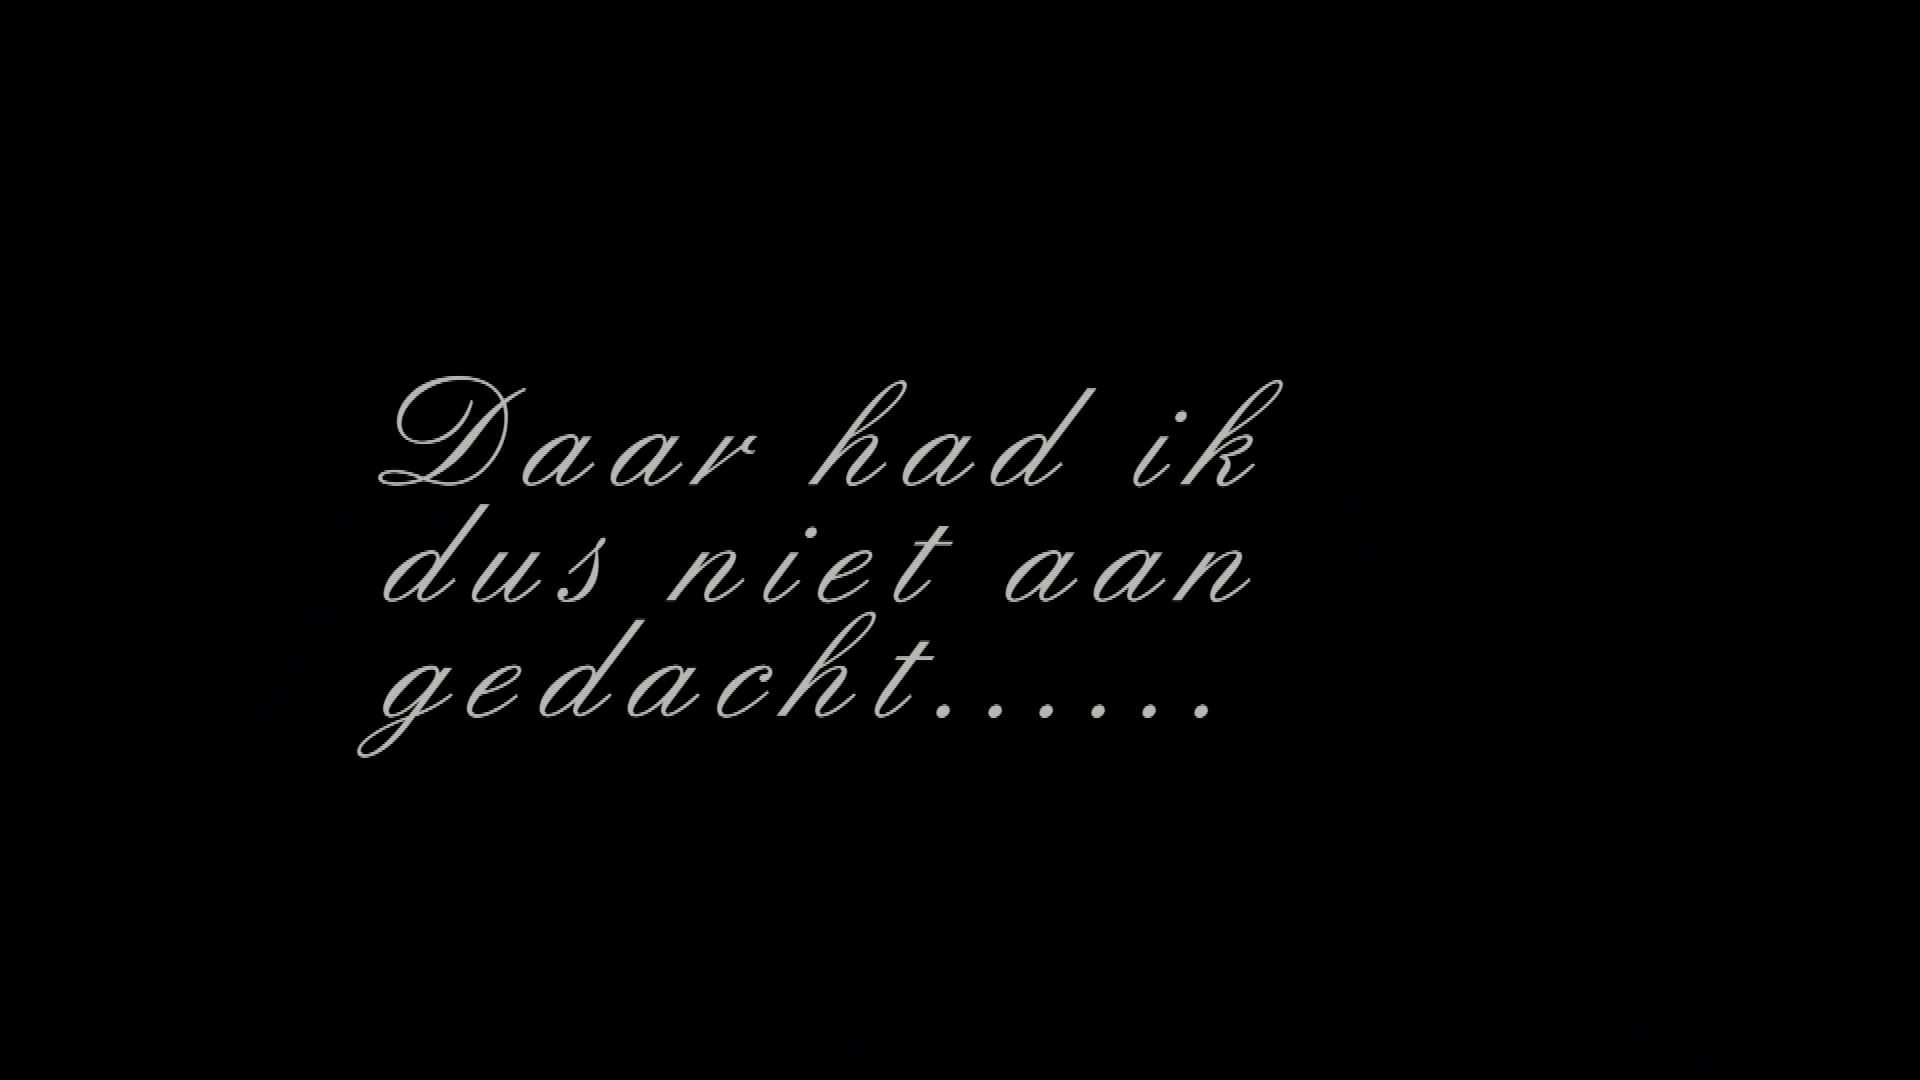 Daar had ik
dus niet aan
gedacht......